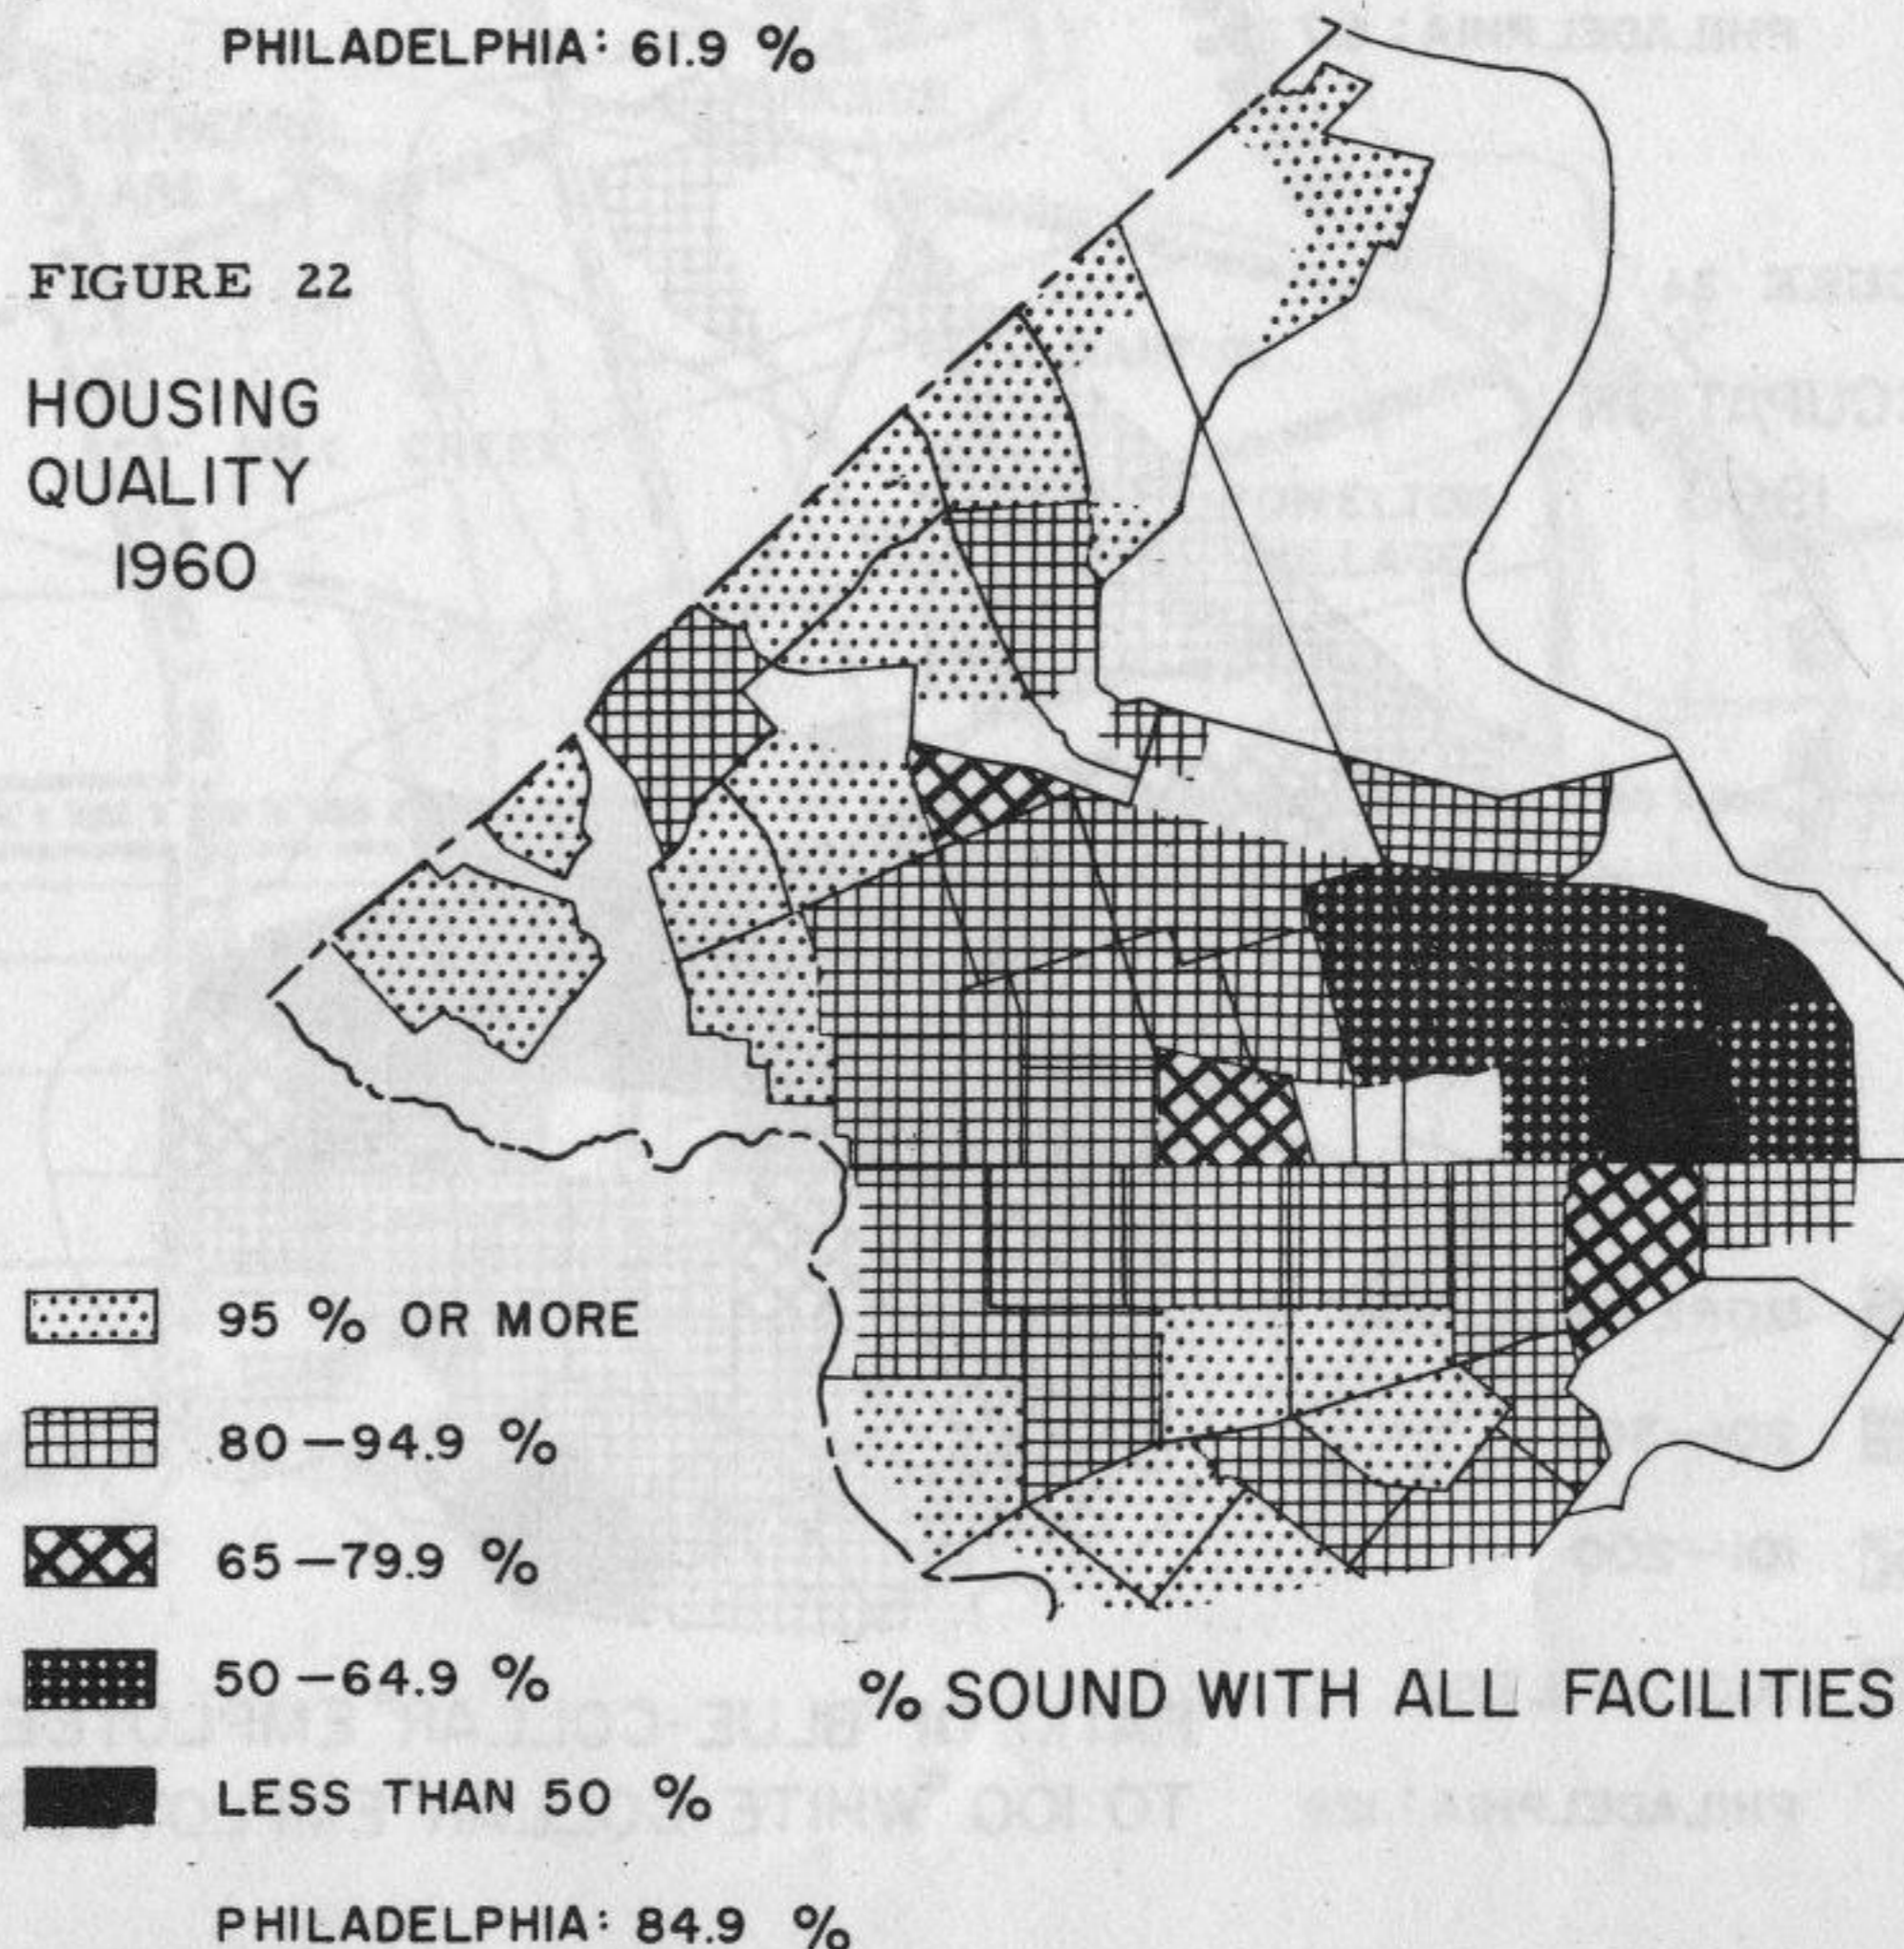 PHILADELPHIA: 61.9 %
FIGURE 22
HOUSING
QUALITY
1960
95 % OR MORE
80-94.9 %
65-79.9 %
50-64.9 %
LESS THAN 50 %
% SOUND WITH ALL FACILITIES
PHILADELPHIA: 84.9 %